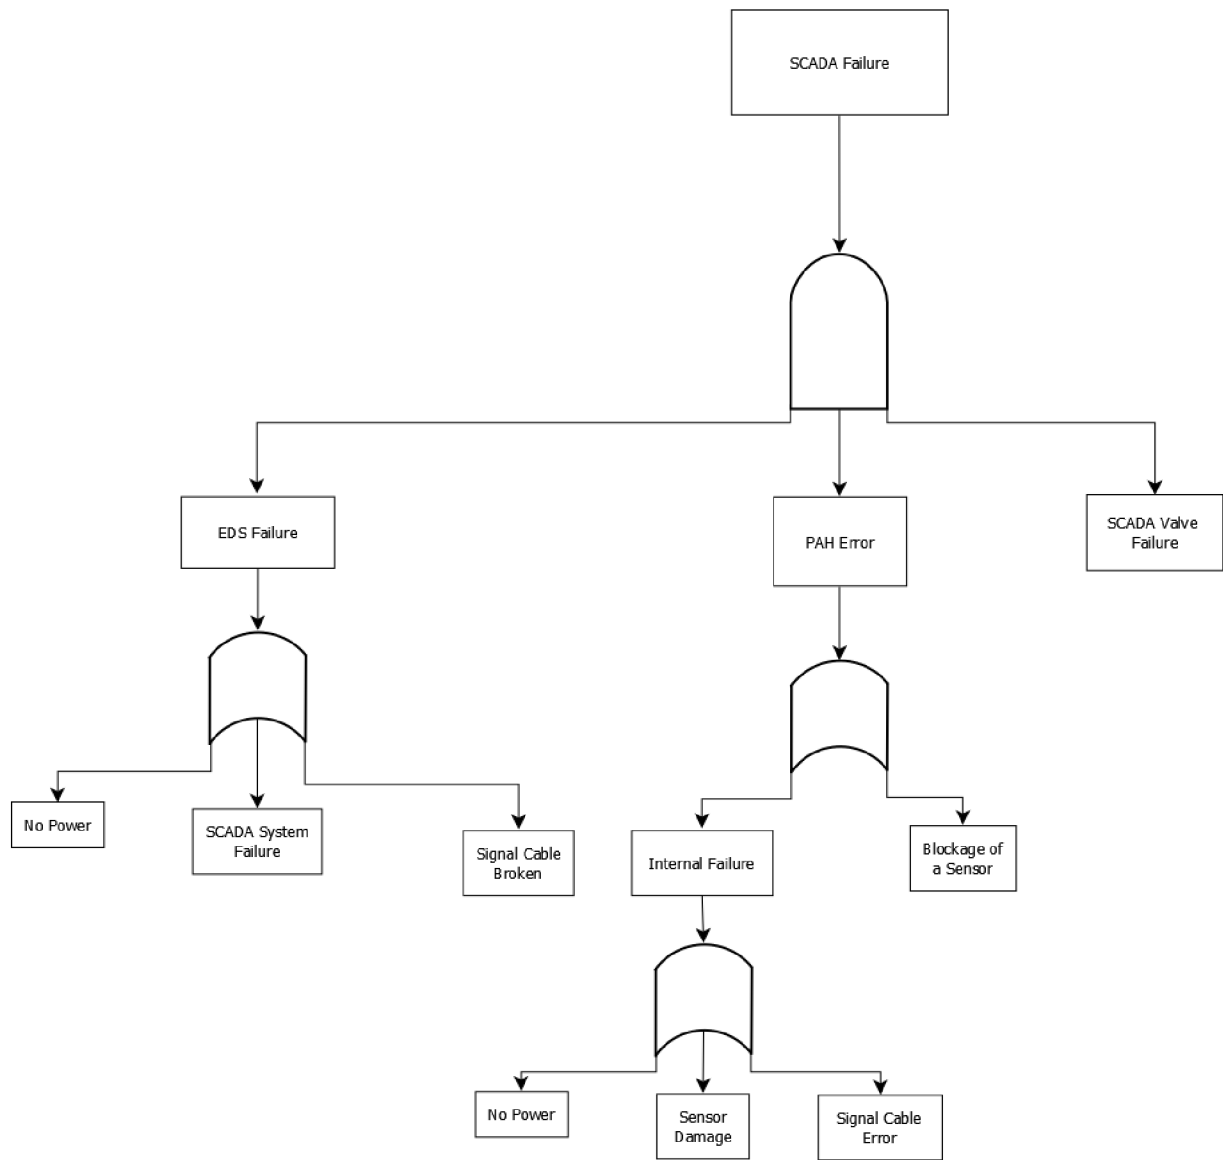 SCADA Failure
EDS Failure
PAH Error
SCADA Valve
Failure
No Power
SCADA System
Failure
Signal Cable
Broken
Internal Failure
Blockage of
a Sensor
No Power
Sensor
Damage
Signal Cable
Error